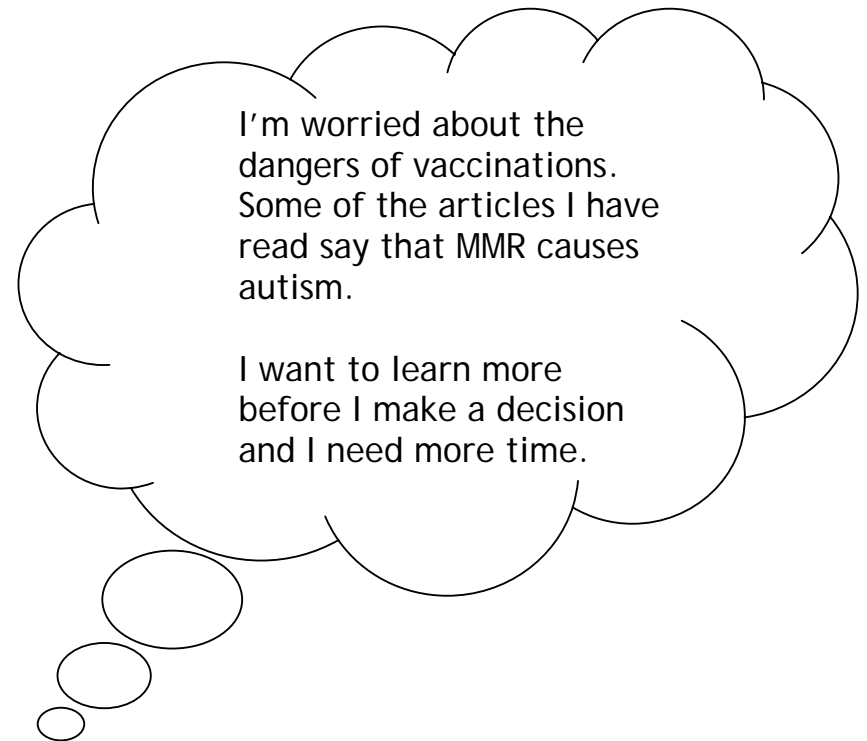 I'm worried about the
dangers of vaccinations.
Some of the articles I have
read say that MMR causes
autism.
I want to learn more
before I make a decision
and I need more time.